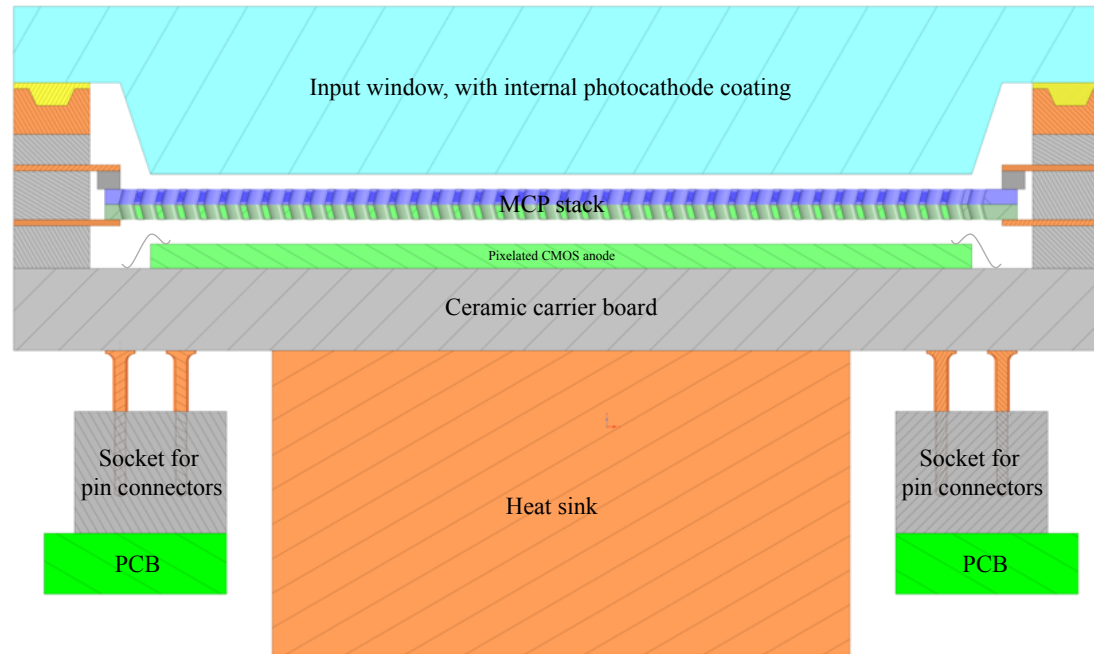 Input window, with internal photocathode coating
MCP stack
Pixelated CMOS anode
Ceramic carrier board
Socket for
pin connectors
Heat sink
Socket for
pin connectors
PCB
PCB